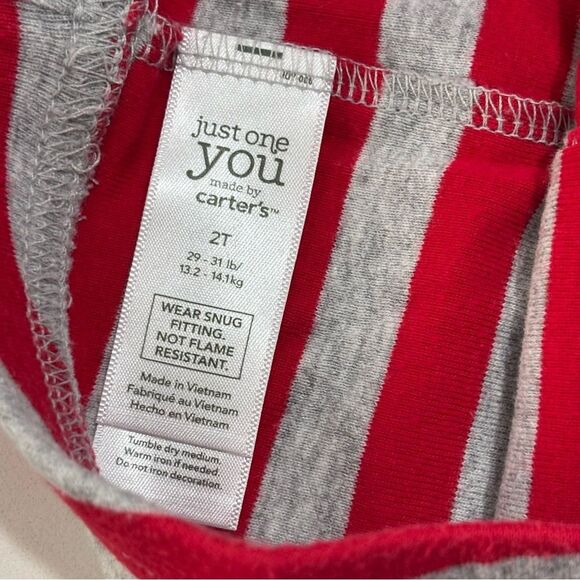 just one
you
made by
carter's™
2T
29 - 31 lb/
13.2 - 14.1kg
WEAR SNUG
FITTING.
NOT FLAME
RESISTANT.
Made in Vietnam
Fabriqué au Vietnam
Hecho en Vietnam
Tumble dry medium.
Warm iron if needed.
Do not iron decoration.